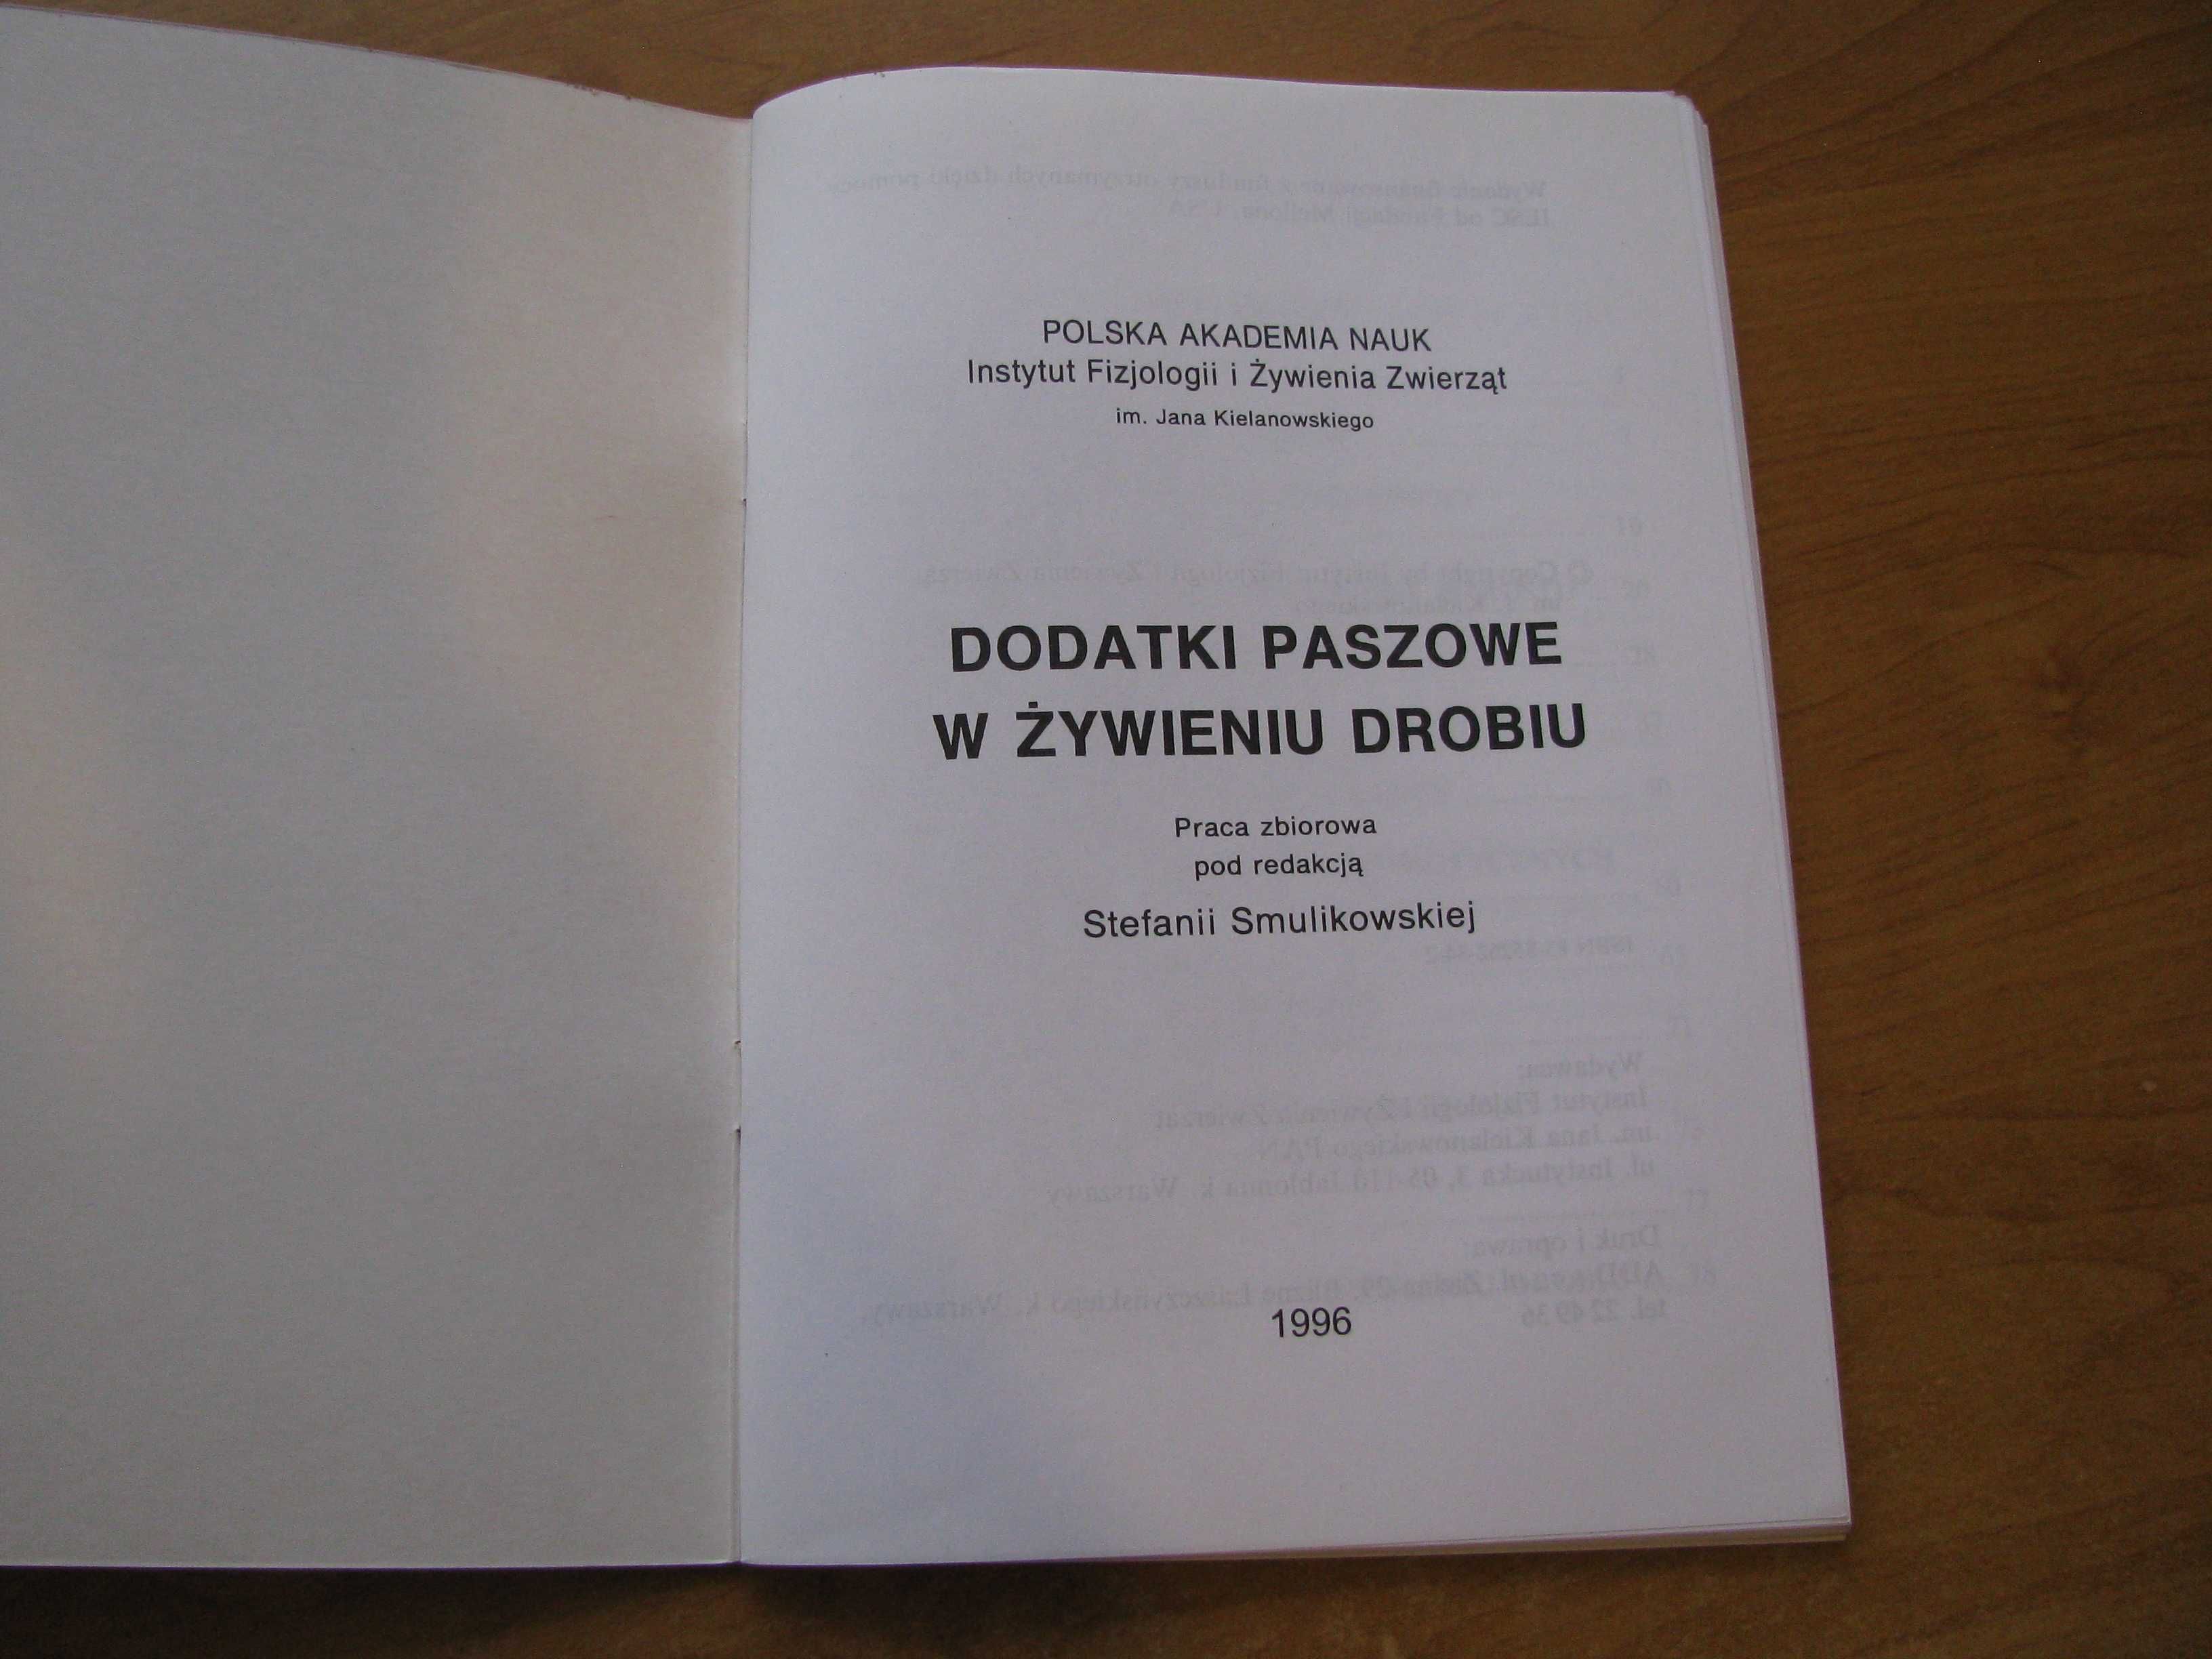 POLSKA AKADEMIA NAUK
Instytut Fizjologii i Żywienia Zwierząt
im. Jana Kielanowskiego
DODATKI PASZOWE
W ŻYWIENIU DROBIU
Praca zbiorowa
pod redakcją
Stefanii Smulikowskiej
1996